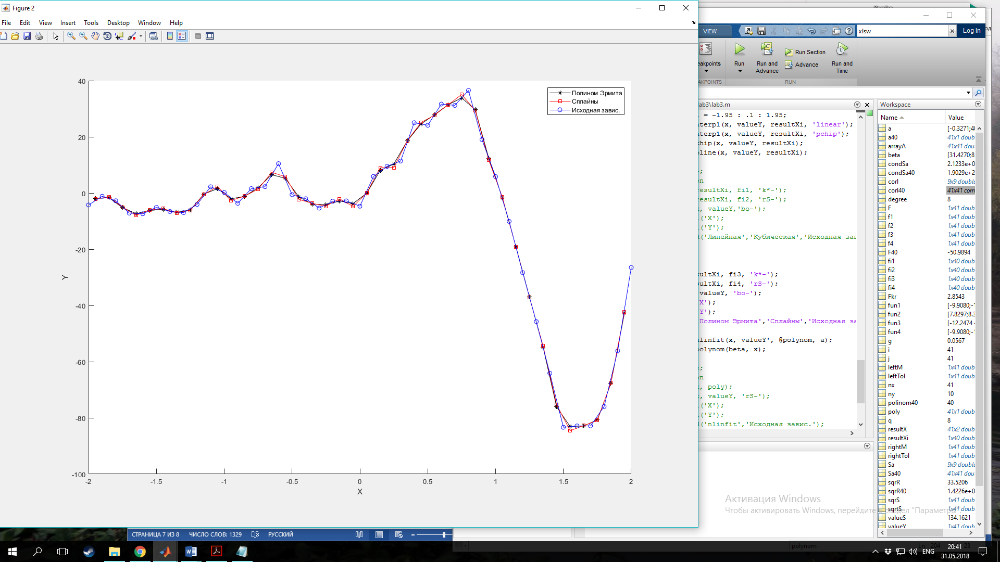 Figure 2
File Edit View Insert Tools Desktop Window Help
40
20
0
-20
-40
-60
-80
-100
-2 -1.5 -1 -0.5 0 0.5 1 1.5 2
X
Y
Полином Эрмита
Сплайны
Исходная завис.
VIEW
xlsw
Log In
eakpoints
Run
Run and Advance
Run Section
Advance
Run and Time
AKPOINTS
RUN
ab3\lab3.m
= -1.95 : .1 : 1.95;
terp1(x, valueY, resultXi, 'linear');
terp1(x, valueY, resultXi, 'pchip');
hip(x, valueY, resultXi);
line(x, valueY, resultXi);
;
n
resultXi, fi1, 'k*-');
resultXi, fi2, 'rS-');
, valueY,'bo-');
('X');
('Y');
('Линейная','Кубическая','Исходная зав
sultXi, fi3, 'k*-');
sultXi, fi4, 'rS-');
valueY, 'bo-');
X');
Y');
Полином Эрмита','Сплайны','Исходная за
linfit(x, valueY', @polynom, a);
olynom(beta, x);
;
n
, poly);
, valueY, 'rS-');
('X');
('Y');
('nlinfit','Исходная завис.');
Workspace
Name Value
a [-0.3271;40
a40 41x1 doub
arrayA 41x41 dou
beta [31.4270;8
condSa 2.1233e+0
condSa40 1.9029e+2
corl 9x9 double
corl40 41x41 com
degree 8
F 1x41 doub
f1 1x41 doub
f2 1x41 doub
f3 1x41 doub
f4 1x41 doub
F40 -50.9894
fi1 1x40 doub
fi2 1x40 doub
fi3 1x40 doub
fi4 1x40 doub
Fkr 2.8543
fun1 [-9.9080;-1
fun2 [7.8297;8.3
fun3 [-12.2474
fun4 [-9.9080;-1
g 0.0567
i 41
j 41
leftM 1x41 doub
leftTol 1x41 doub
nx 41
ny 10
polinom40 40
poly 41x1 doub
q 8
resultX 41x2 doub
resultXi 1x40 doub
rightM 1x41 doub
rightTol 1x41 doub
Sa 9x9 double
Sa40 41x41 dou
sqrR 33.5206
sqrR40 1.4226e+0
sqrS 1x41 doub
sqrtS 1x41 doub
valueS 134.1621
valueY 1x41 doub
Активация Windows
Чтобы активировать Windows, перейдите в раздел "Параметры".
СТРАНИЦА 7 ИЗ 8 ЧИСЛО СЛОВ: 1329 РУССКИЙ
polynom Ln 204
ENG
20:41
31.05.2018